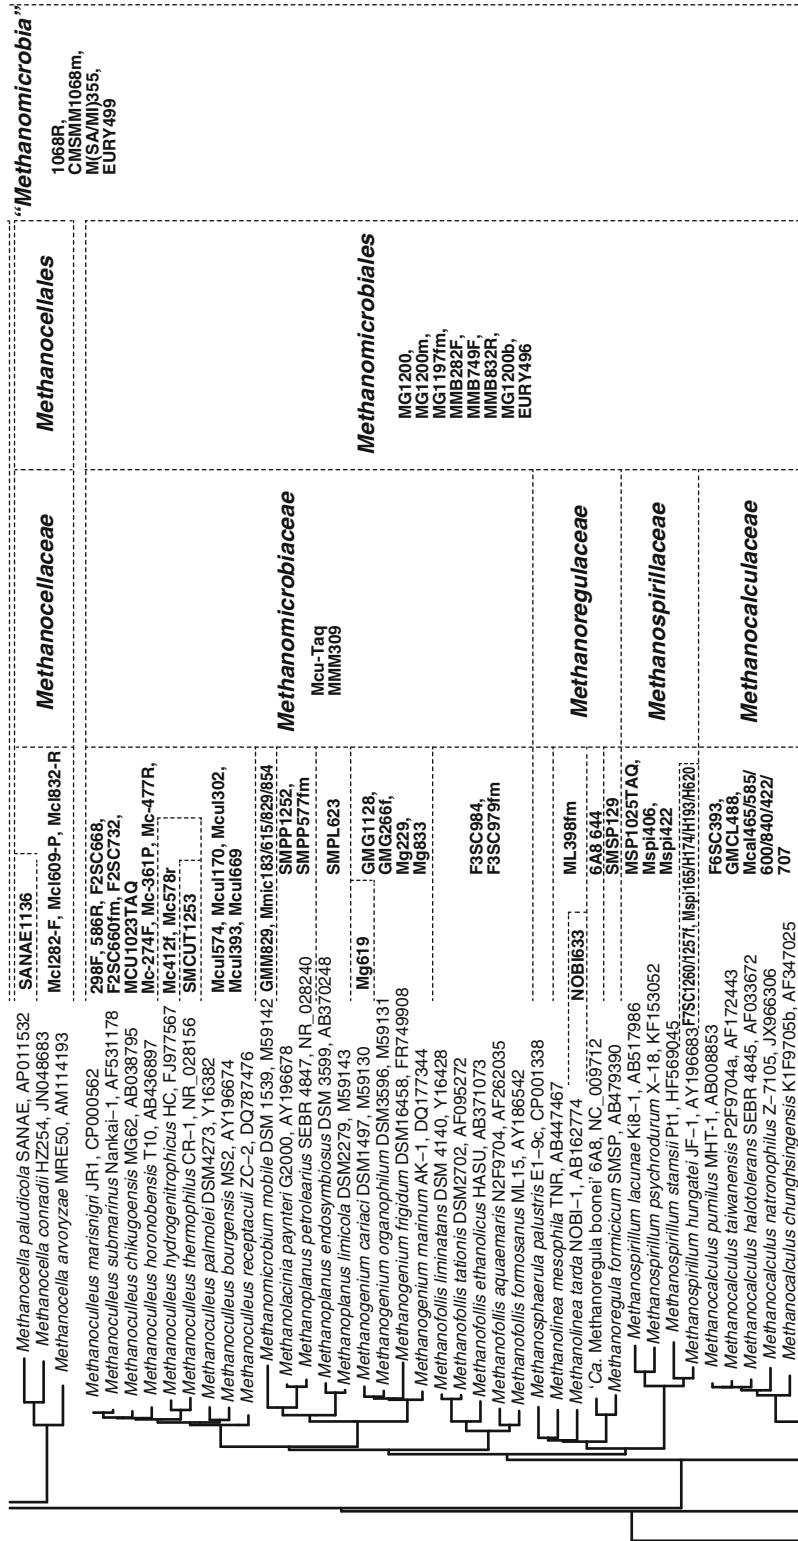 Methanocella paludicola SANAE, AP011532
Methanocella conradii HZ254, JN048683
Methanocella arvoryzae MRE50, AM114193
Methanoculleus marisnigri JR1, CP000562
Methanoculleus submarinus Nankai−1, AF531178
Methanoculleus chikugoensis MG62, AB038795
Methanoculleus horonobensis T10, AB436897
Methanoculleus hydrogenitrophicus HC, FJ977567
Methanoculleus thermophilus CR−1, NR_028156
Methanoculleus palmolei DSM4273, Y16382
Methanoculleus bourgensis MS2, AY196674
Methanoculleus receptaculi ZC−2, DQ787476
Methanomicrobium mobile DSM 1539, M59142
Methanolacinia paynteri G2000, AY196678
Methanoplanus petrolearius SEBR 4847, NR_028240
Methanoplanus endosymbiosus DSM 3599, AB370248
Methanoplanus limicola DSM2279, M59143
Methanogenium cariaci DSM1497, M59130
Methanogenium organophilum DSM3596, M59131
Methanogenium frigidum DSM16458, FR749908
Methanogenium marinum AK−1, DQ177344
Methanofollis liminatans DSM 4140, Y16428
Methanofollis tationis DSM2702, AF095272
Methanofollis ethanolicus HASU, AB371073
Methanofollis aquaemaris N2F9704, AF262035
Methanofollis formosanus ML15, AY186542
Methanosphaerula palustris E1−9c, CP001338
Methanolinea mesophila TNR, AB447467
Methanolinea tarda NOBI−1, AB162774
'Ca. Methanoregula boonei' 6A8, NC_009712
Methanoregula formicicum SMSP, AB479390
Methanospirillum lacunae Ki8−1, AB517986
Methanospirillum psychrodurum X−18, KF153052
Methanospirillum stamsii Pt1, HF569045
Methanospirillum hungatei JF−1, AY196683
Methanocalculus pumilus MHT−1, AB008853
Methanocalculus taiwanensis P2F9704a, AF172443
Methanocalculus halotolerans SEBR 4845, AF033672
Methanocalculus natronophilus Z−7105, JX966306
Methanocalculus chunghsingensis K1F9705b, AF347025
SANAE1136
Mcl282-F, Mcl609-P, Mcl832-R
298F, 586R, F2SC668,
F2SC660fm, F2SC732,
MCU1023TAQ
Mc-274F, Mc-361P, Mc-477R,
Mc412f, Mc578r
SMCUT1253
Mcul574, Mcul170, Mcul302,
Mcul393, Mcul669
GMM829, Mmic183/615/829/854
SMPP1252,
SMPP577fm
SMPL623
Mg619
GMG1128,
GMG266f,
Mg229,
Mg833
F3SC984,
F3SC979fm
ML398fm
NOBI633
6A8 644
SMSP129
MSP1025TAQ,
Mspi406,
Mspi422
F7SC1260/1257f, Mspi165/H174/H193/H620
F6SC393,
GMCL488,
Mcal465/585/
600/840/422/
707
Methanocellaceae
Methanomicrobiaceae
Mcu-Taq
MMM309
Methanoregulaceae
Methanospirillaceae
Methanocalculaceae
Methanocellales
Methanomicrobiales
MG1200,
MG1200m,
MG1197fm,
MMB282F,
MMB749F,
MMB832R,
MG1200b,
EURY496
“Methanomicrobia”
1068R,
CMSMM1068m,
M(SA/MI)355,
EURY499